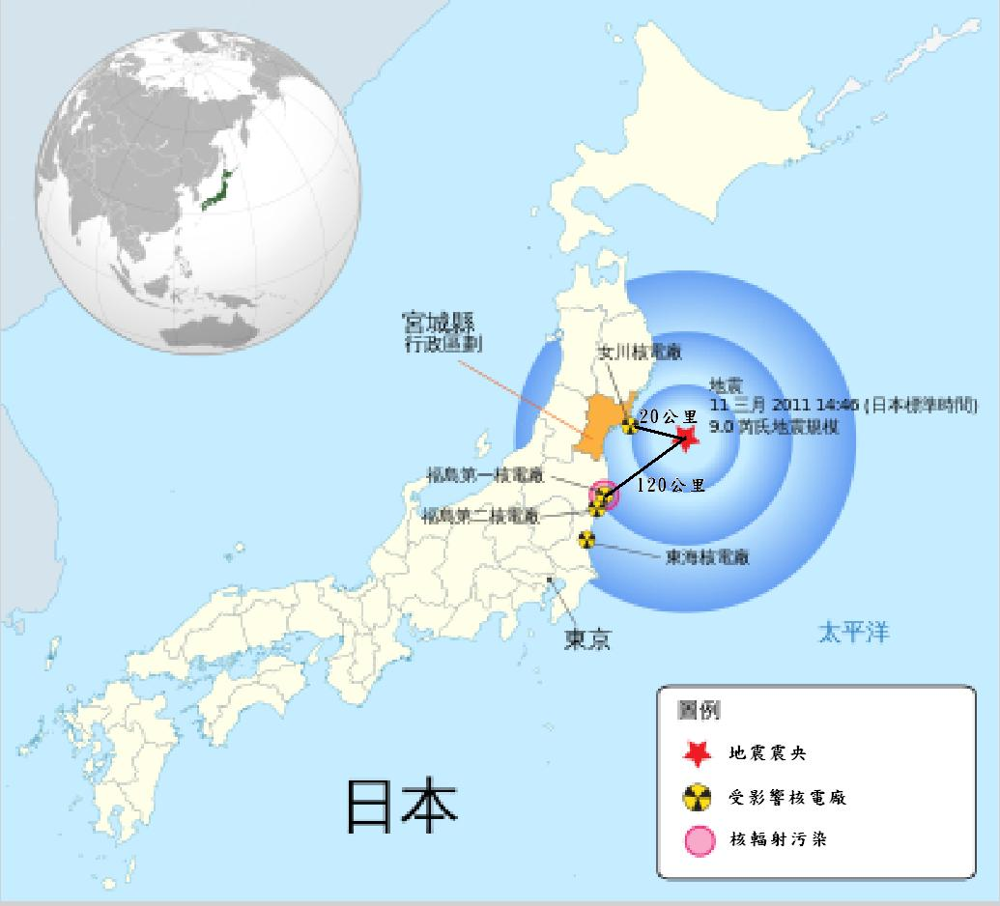 宮城縣
行政區劃
女川核電廠
地震
11 三月 2011 14:46 (日本標準時間)
9.0 芮氏地震規模
20公里
福島第一核電廠
120公里
福島第二核電廠
東海核電廠
東京
太平洋
日本
圖例
地震震央
受影響核電廠
核輻射污染